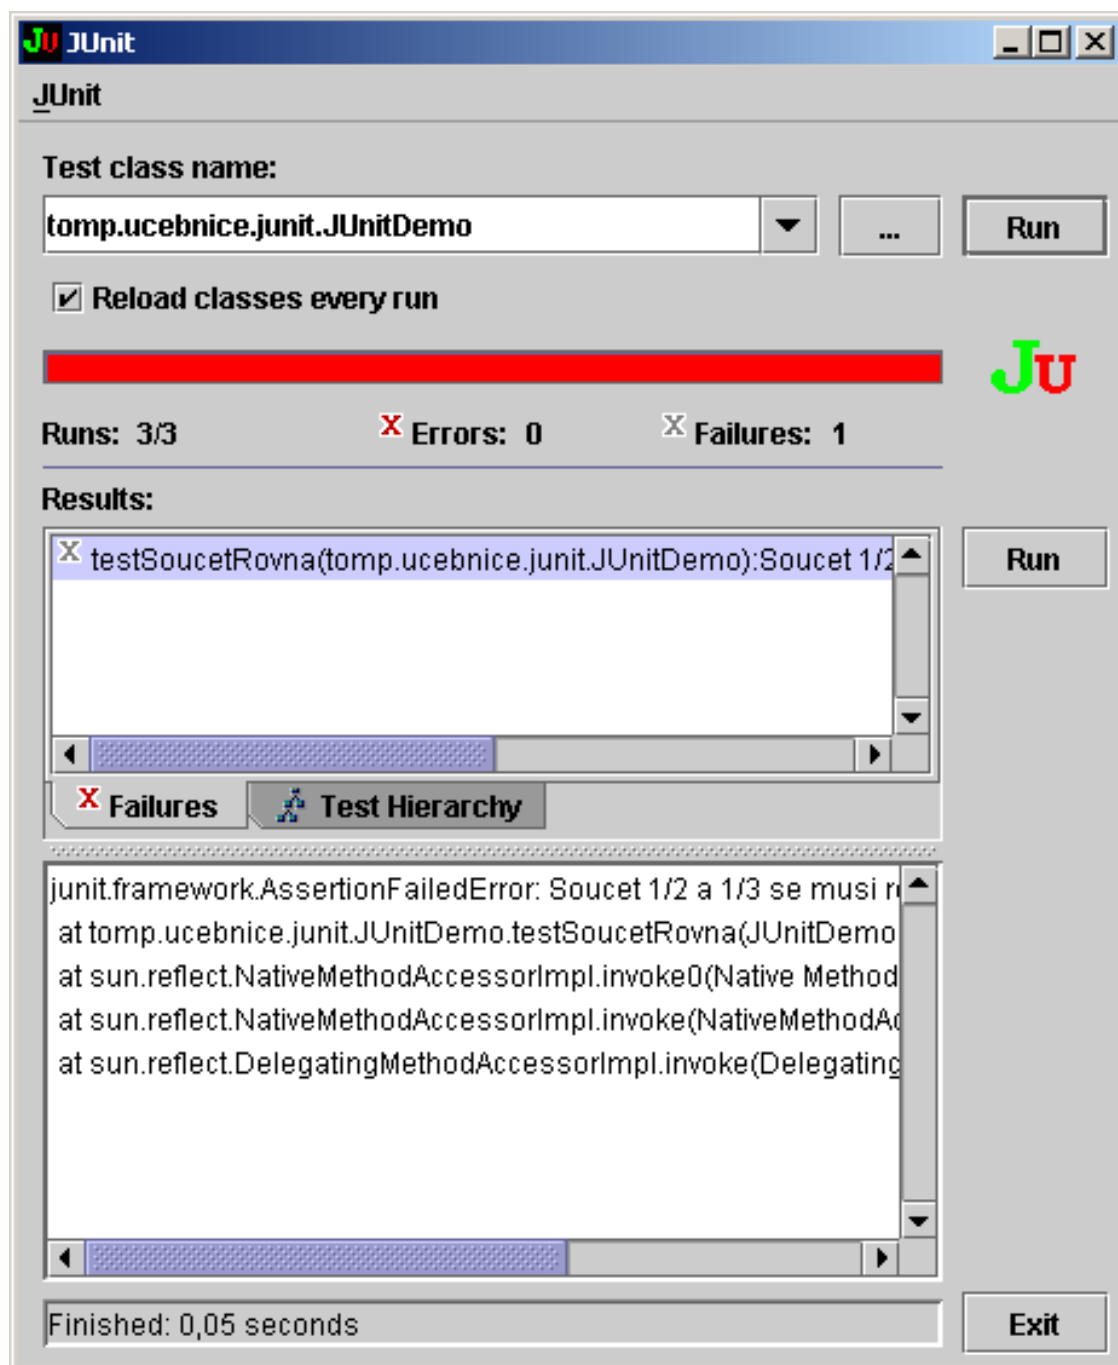 JU JUnit
JUnit
Test class name:
tomp.ucebnice.junit.JUnitDemo ... Run
Reload classes every run
JU
Runs: 3/3 X Errors: 0 X Failures: 1
Results:
X testSoucetRovna(tomp.ucebnice.junit.JUnitDemo):Soucet 1/2 Run
X Failures Test Hierarchy
junit.framework.AssertionFailedError: Soucet 1/2 a 1/3 se musi
at tomp.ucebnice.junit.JUnitDemo.testSoucetRovna(JUnitDemo
at sun.reflect.NativeMethodAccessorImpl.invoke0(Native Method
at sun.reflect.NativeMethodAccessorImpl.invoke(NativeMethodAc
at sun.reflect.DelegatingMethodAccessorImpl.invoke(Delegating
Finished: 0,05 seconds Exit